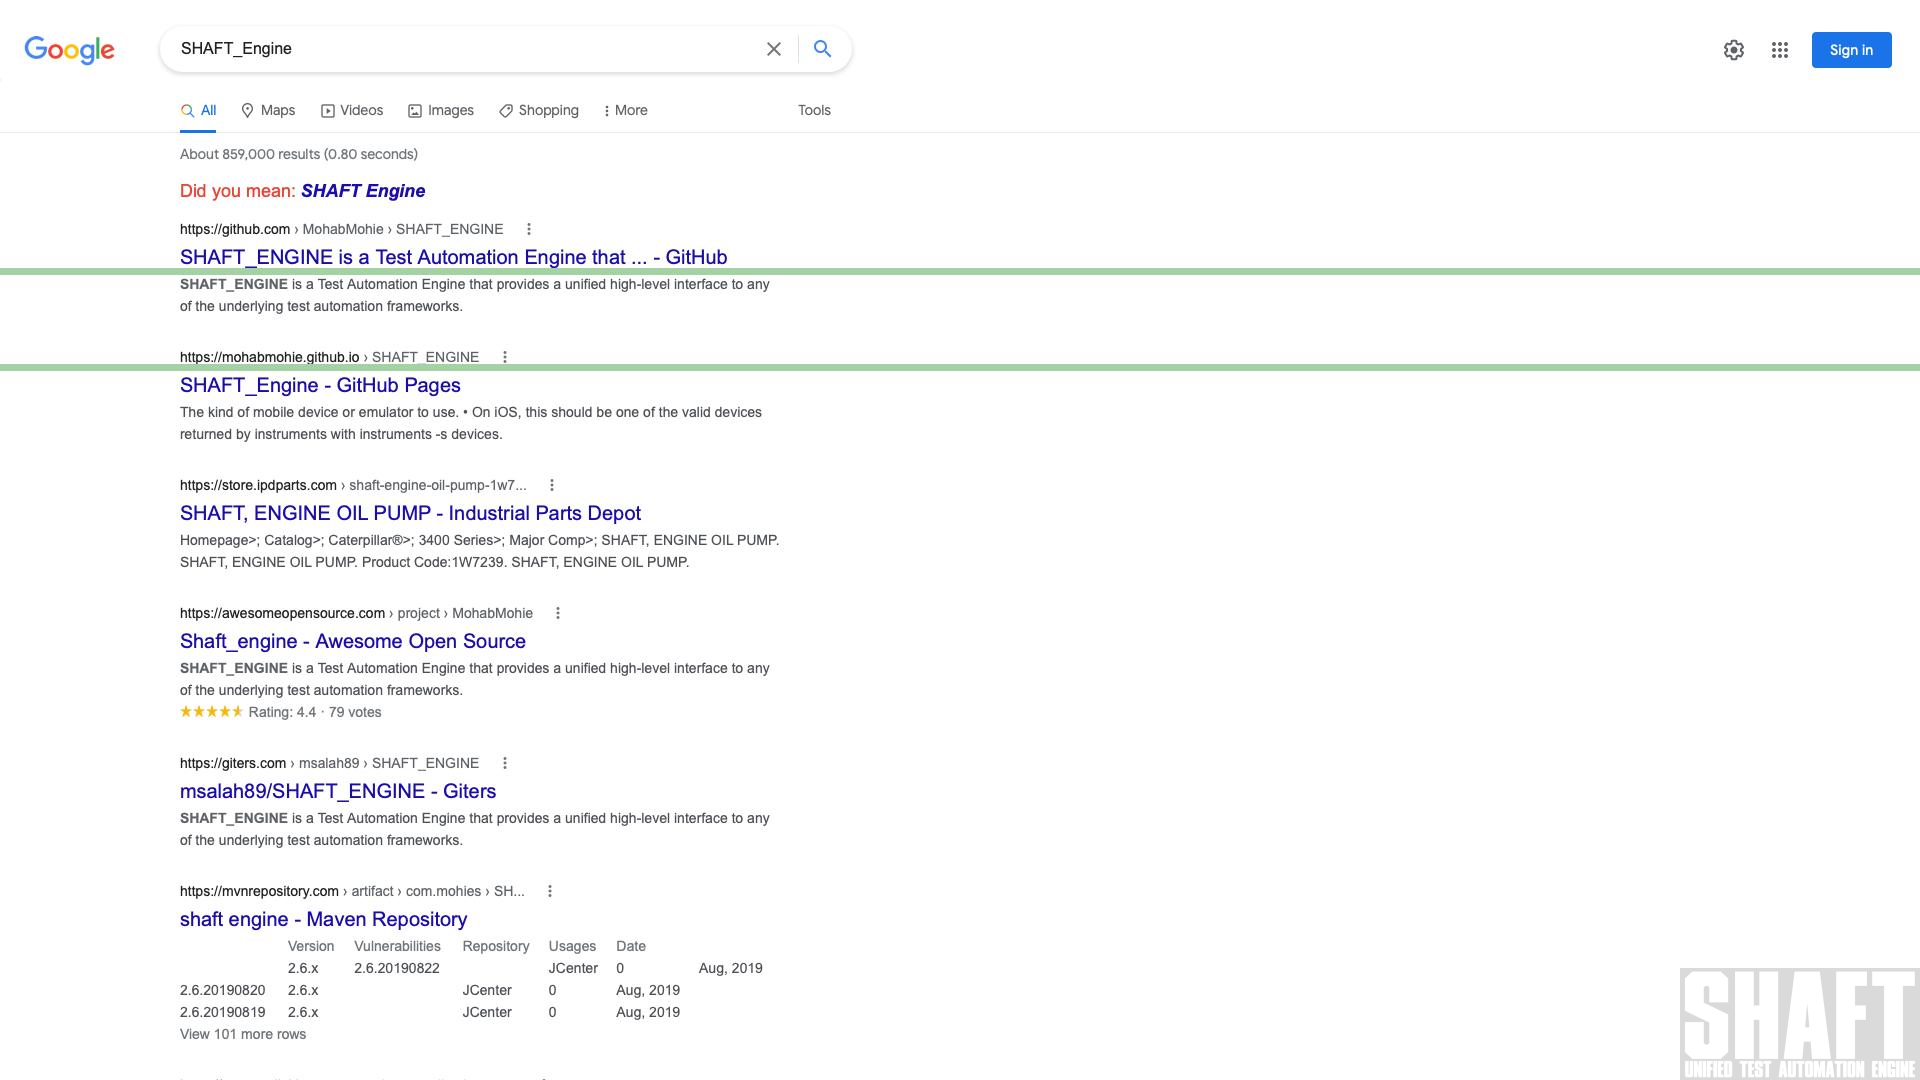 Google
SHAFT_Engine
Sign in
All Maps Videos Images Shopping More Tools
About 859,000 results (0.80 seconds)
Did you mean: SHAFT Engine
https://github.com › MohabMohie › SHAFT_ENGINE
SHAFT_ENGINE is a Test Automation Engine that ... - GitHub
SHAFT_ENGINE is a Test Automation Engine that provides a unified high-level interface to any
of the underlying test automation frameworks.
https://mohabmohie.github.io › SHAFT_ENGINE
SHAFT_Engine - GitHub Pages
The kind of mobile device or emulator to use. • On iOS, this should be one of the valid devices
returned by instruments with instruments -s devices.
https://store.ipdparts.com › shaft-engine-oil-pump-1w7...
SHAFT, ENGINE OIL PUMP - Industrial Parts Depot
Homepage>; Catalog>; Caterpillar®>; 3400 Series>; Major Comp>; SHAFT, ENGINE OIL PUMP.
SHAFT, ENGINE OIL PUMP. Product Code:1W7239. SHAFT, ENGINE OIL PUMP.
https://awesomeopensource.com › project › MohabMohie
Shaft_engine - Awesome Open Source
SHAFT_ENGINE is a Test Automation Engine that provides a unified high-level interface to any
of the underlying test automation frameworks.
Rating: 4.4 · 79 votes
https://giters.com › msalah89 › SHAFT_ENGINE
msalah89/SHAFT_ENGINE - Giters
SHAFT_ENGINE is a Test Automation Engine that provides a unified high-level interface to any
of the underlying test automation frameworks.
https://mvnrepository.com › artifact › com.mohies › SH...
shaft engine - Maven Repository
Version Vulnerabilities Repository Usages Date
2.6.x 2.6.20190822 JCenter 0 Aug, 2019
2.6.20190820 2.6.x JCenter 0 Aug, 2019
2.6.20190819 2.6.x JCenter 0 Aug, 2019
View 101 more rows
SHAFT
UNIFIED TEST AUTOMATION ENGINE